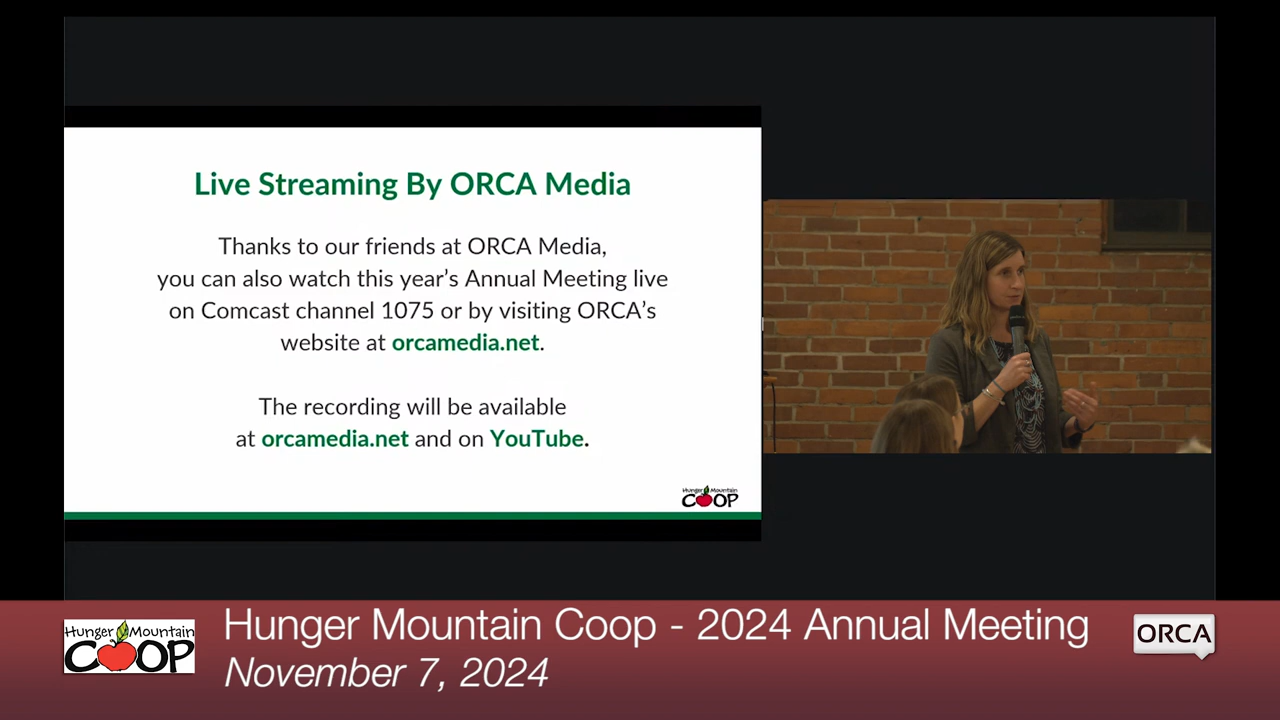 Live Streaming By ORCA Media
Thanks to our friends at ORCA Media,
you can also watch this year's Annual Meeting live
on Comcast channel 1075 or by visiting ORCA's
website at orcamedia.net.
The recording will be available
at orcamedia.net and on YouTube.
Hunger Mountain
COOP
Hunger Mountain
COOP
Hunger Mountain Coop - 2024 Annual Meeting
November 7, 2024
ORCA